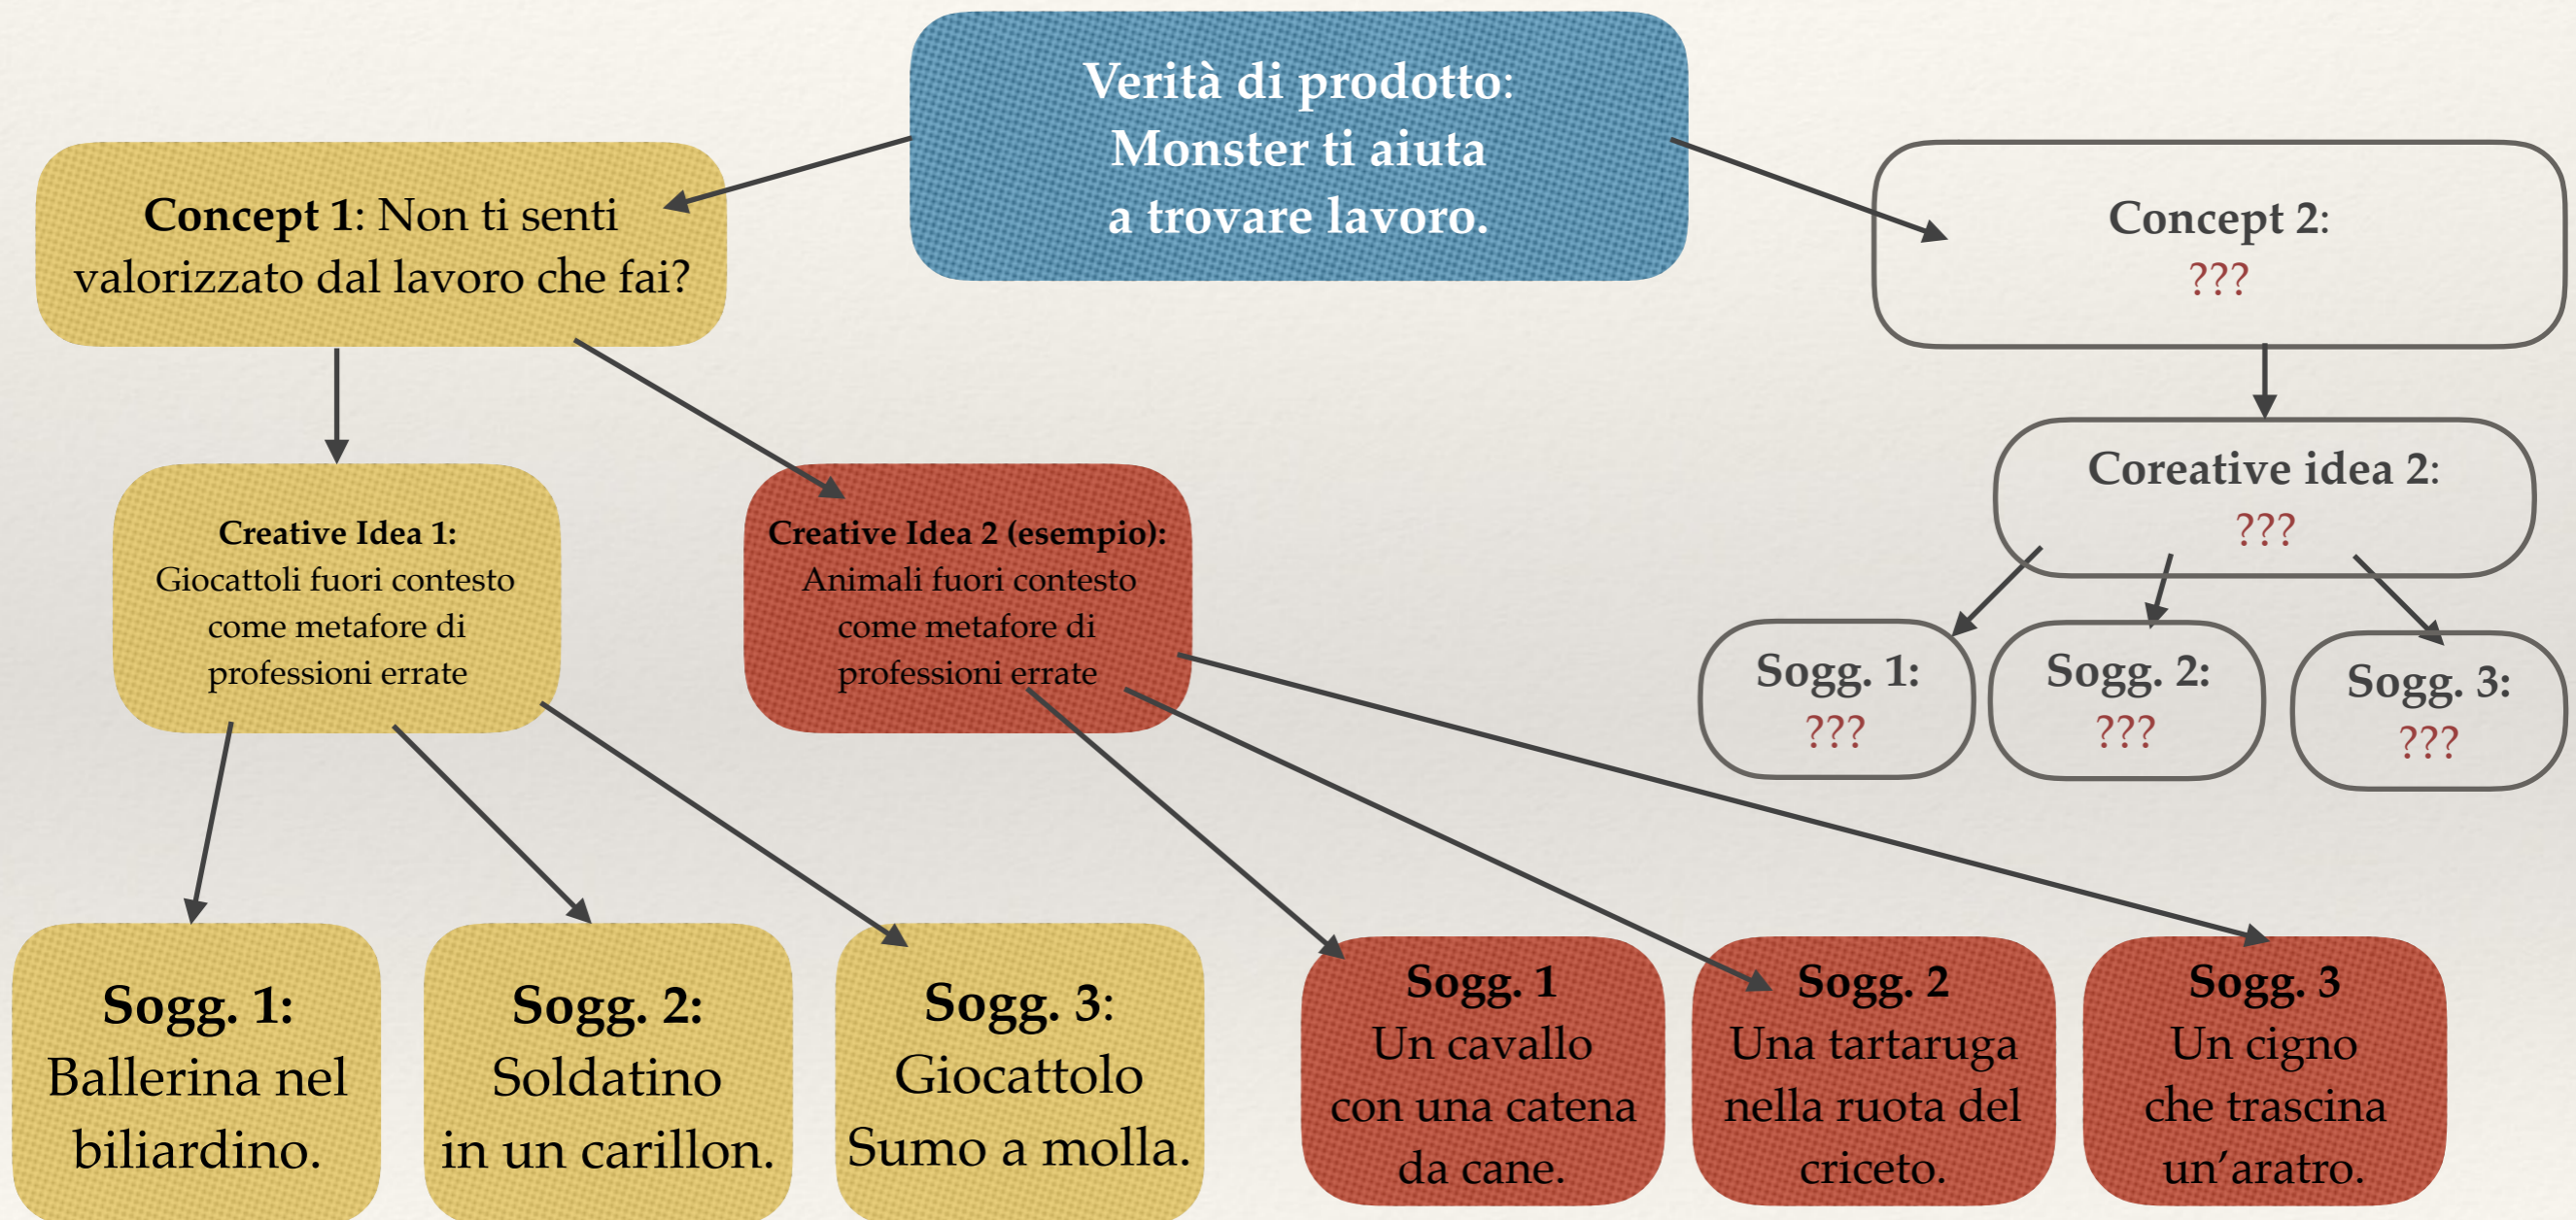 Verità di prodotto:
Monster ti aiuta
a trovare lavoro.
Concept 1: Non ti senti
valorizzato dal lavoro che fai?
Concept 2:
???
Creative Idea 1:
Giocattoli fuori contesto
come metafore di
professioni errate
Creative Idea 2 (esempio):
Animali fuori contesto
come metafore di
professioni errate
Coreative idea 2:
???
Sogg. 1:
???
Sogg. 2:
???
Sogg. 3:
???
Sogg. 1:
Ballerina nel
biliardino.
Sogg. 2:
Soldatino
in un carillon.
Sogg. 3:
Giocattolo
Sumo a molla.
Sogg. 1
Un cavallo
con una catena
da cane.
Sogg. 2
Una tartaruga
nella ruota del
criceto.
Sogg. 3
Un cigno
che trascina
un'aratro.